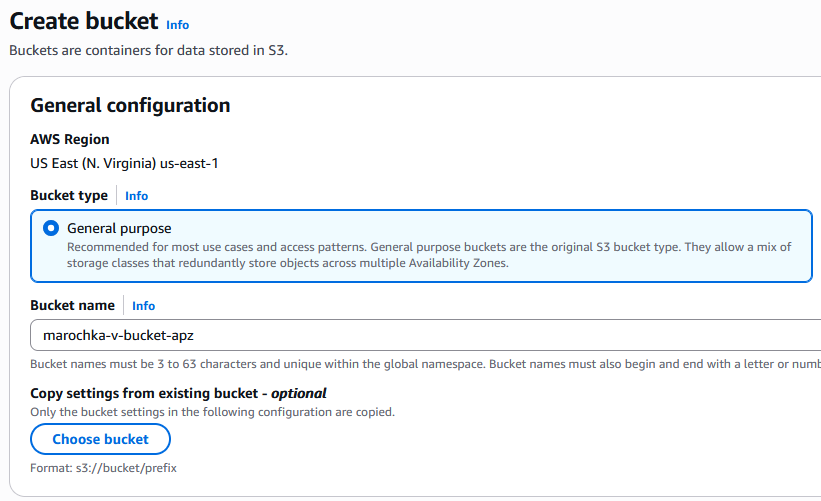 Create bucket Info
Buckets are containers for data stored in S3.
General configuration
AWS Region
US East (N. Virginia) us-east-1
Bucket type Info
General purpose
Recommended for most use cases and access patterns. General purpose buckets are the original S3 bucket type. They allow a mix of
storage classes that redundantly store objects across multiple Availability Zones.
Bucket name Info
marochka-v-bucket-apz
Bucket names must be 3 to 63 characters and unique within the global namespace. Bucket names must also begin and end with a letter or numb
Copy settings from existing bucket - optional
Only the bucket settings in the following configuration are copied.
Choose bucket
Format: s3://bucket/prefix